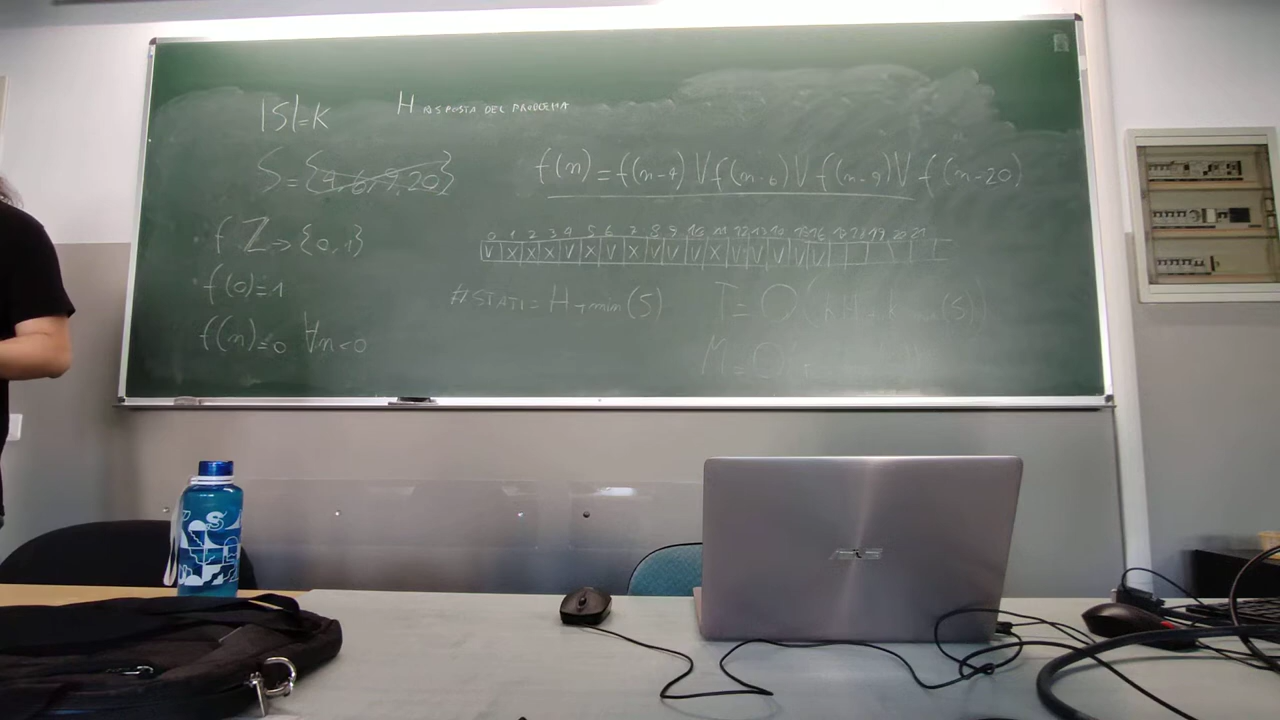 |S|=K
H RISPOSTA DEL PROBLEMA
S={4,6,9,20}
f(n)=f(n-4) V f(n-6) V f(n-9) V f(n-20)
f Z→{0,1}
0 1 2 3 4 5 6 7 8 9 10 11 12 13 14 15 16 17 18 19 20 21
V X X X V X V X V V V X V V V V
f(0)=1
#STATI=H-min(S)
f(n)=0 ∀n<0
ASUS